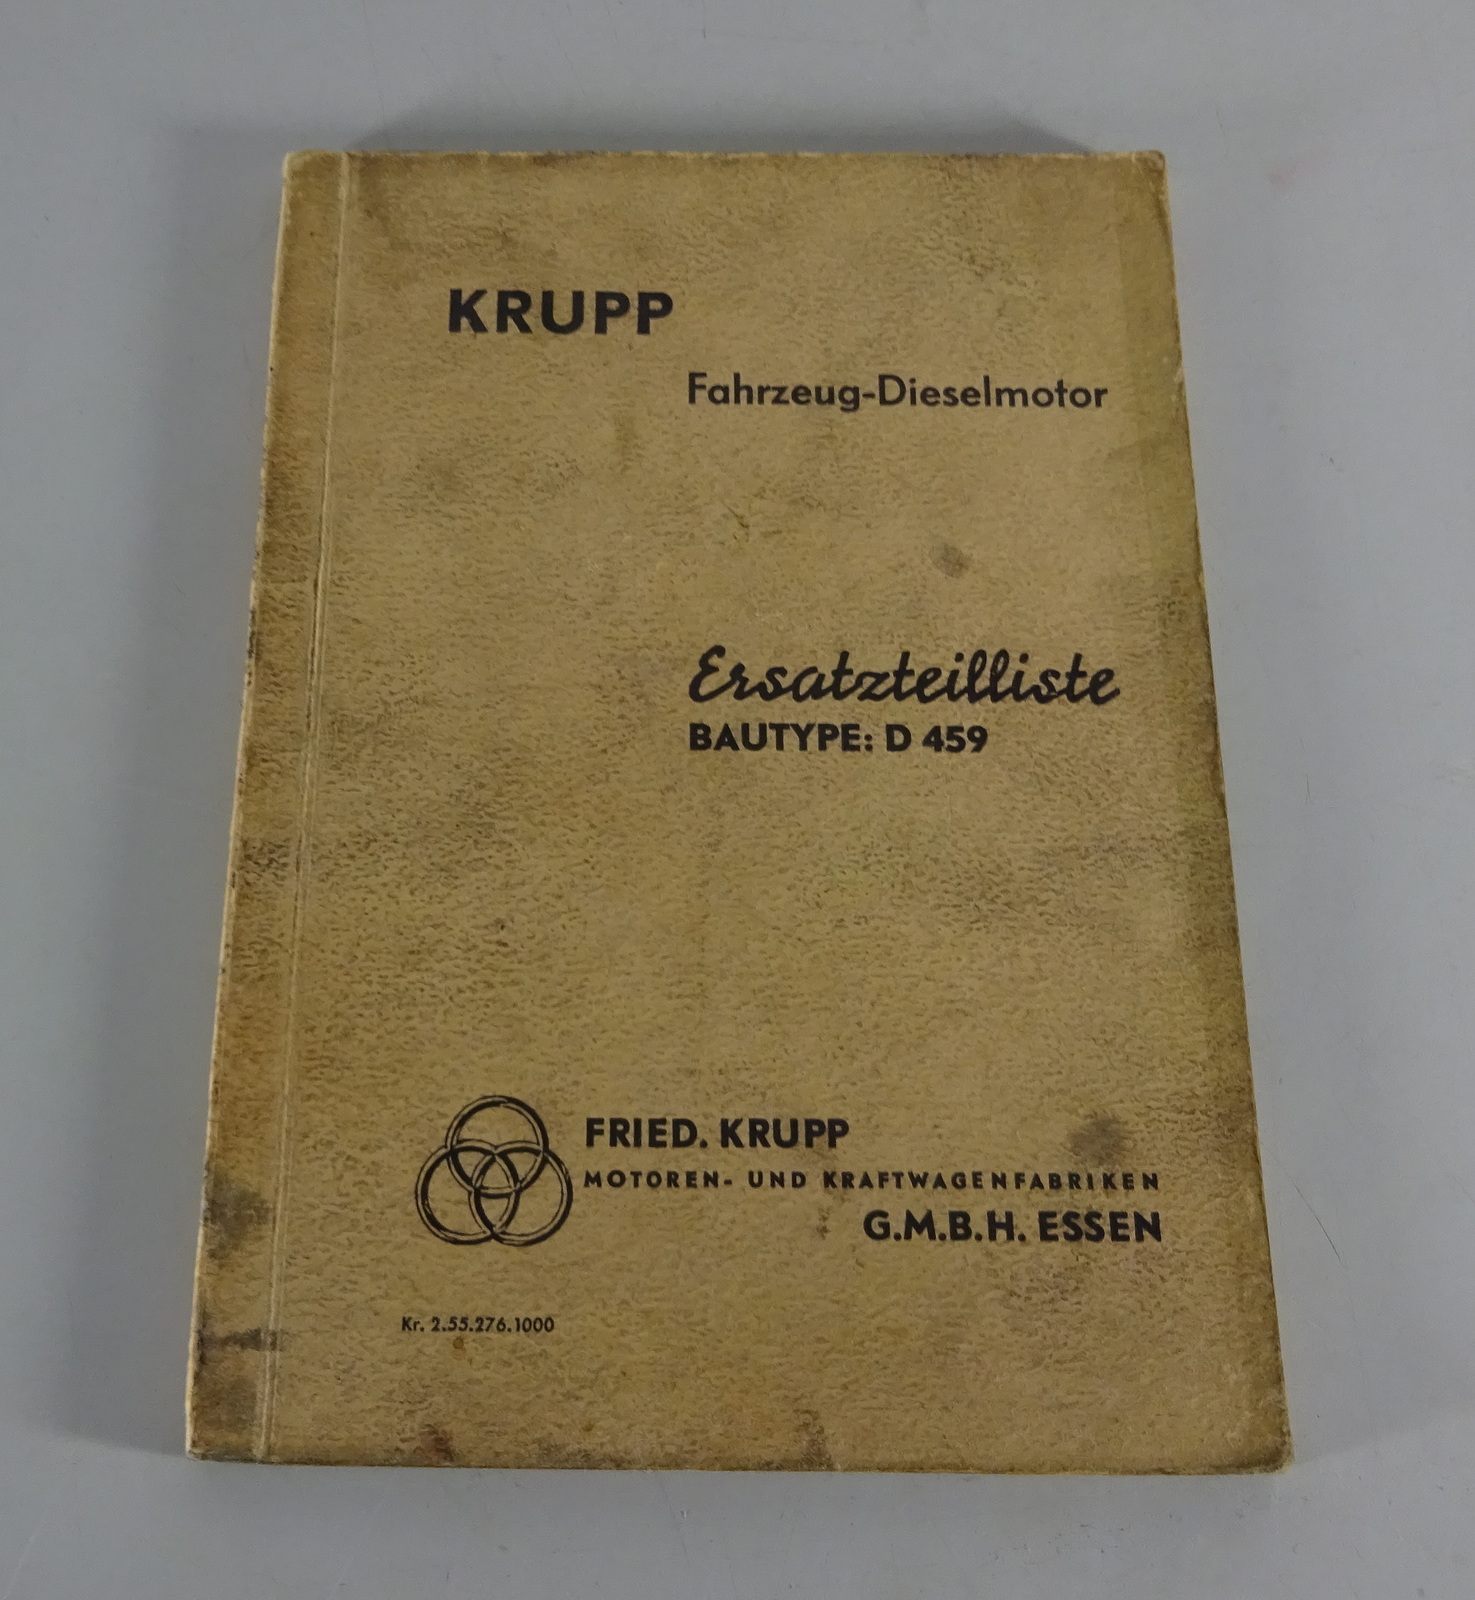 KRUPP
Fahrzeug-Dieselmotor
Ersatzteilliste
BAUTYPE: D 459
FRIED. KRUPP
MOTOREN- UND KRAFTWAGENFABRIKEN
G.M.B.H. ESSEN
Kr. 2.55.276.1000